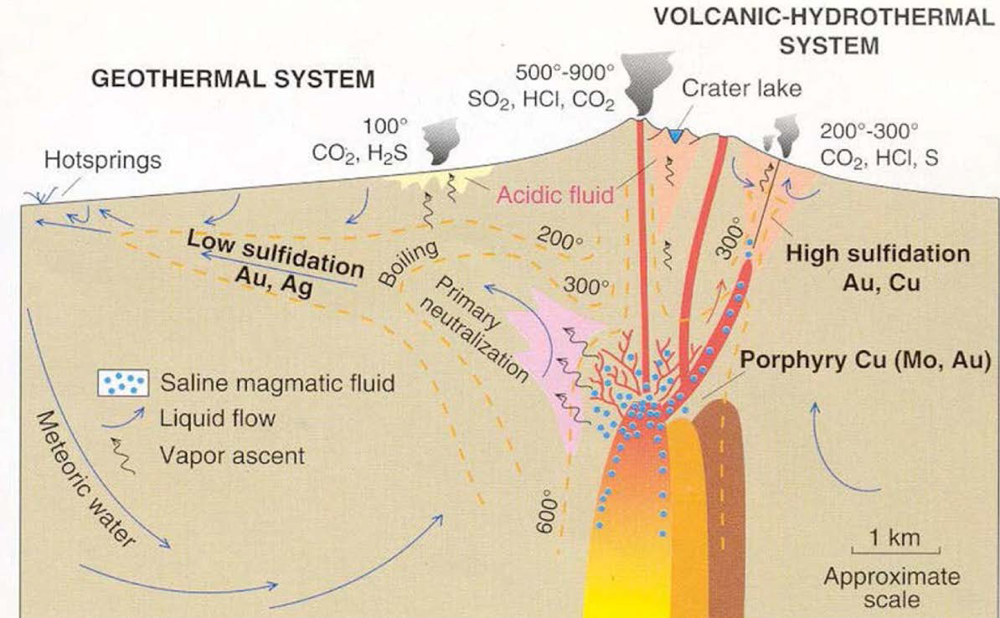 VOLCANIC-HYDROTHERMAL
SYSTEM
GEOTHERMAL SYSTEM
500°-900°
SO₂, HCl, CO₂
Crater lake
100°
CO₂, H₂S
200°-300°
CO₂, HCl, S
Hotsprings
Acidic fluid
Low sulfidation
Au, Ag
Boiling
200°
300°
Primary
neutralization
300°
High sulfidation
Au, Cu
Porphyry Cu (Mo, Au)
Saline magmatic fluid
Liquid flow
Vapor ascent
Meteoric water
600°
1 km
Approximate
scale